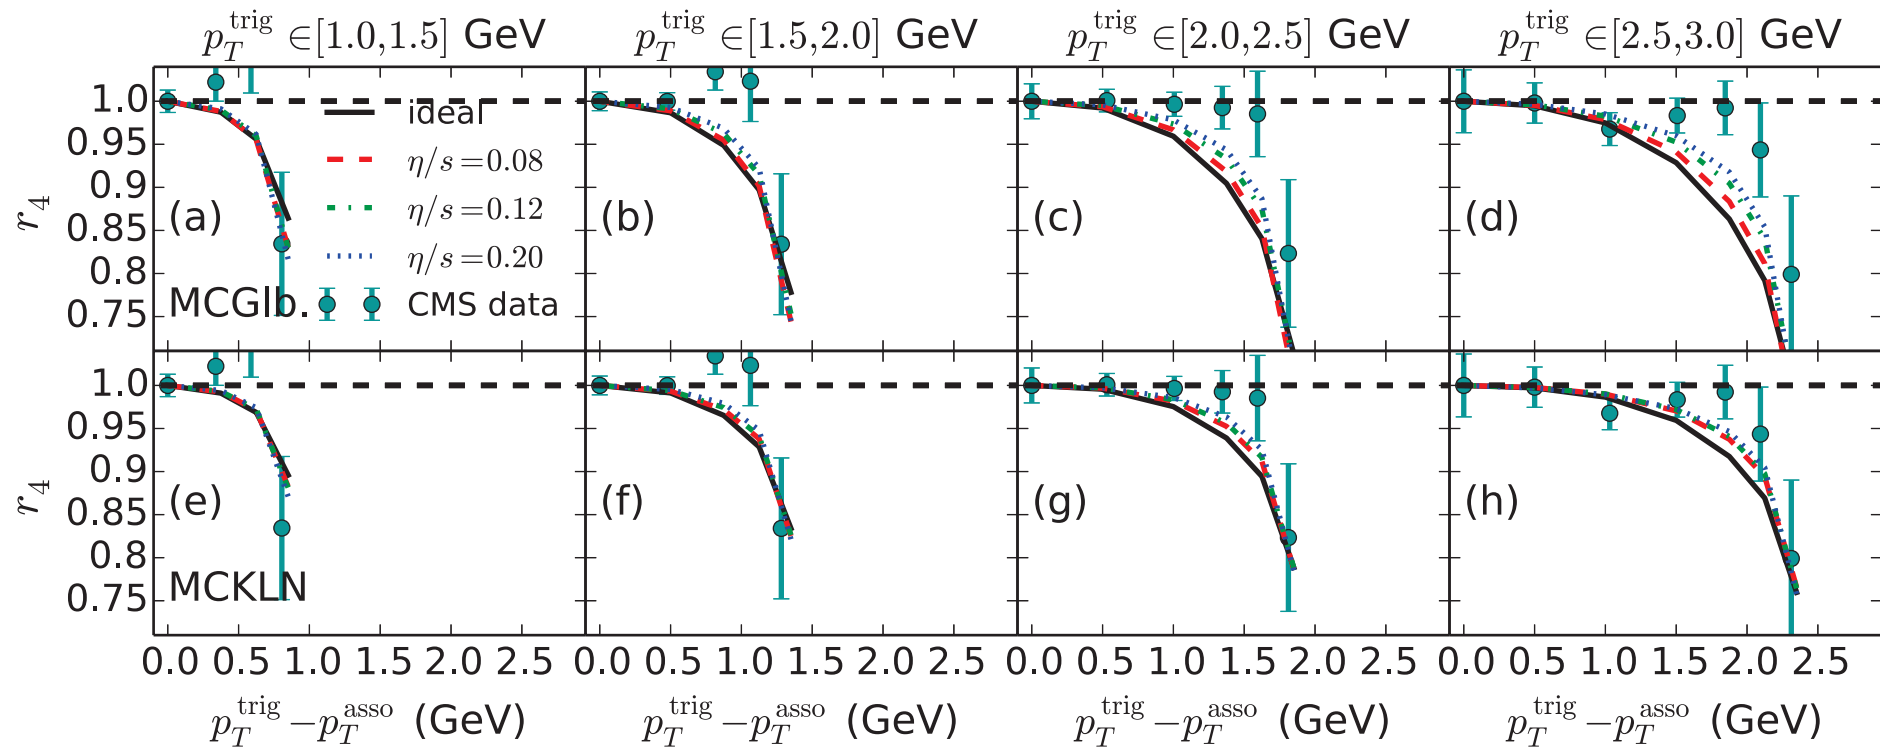 p_T^trig ∈[1.0,1.5] GeV
p_T^trig ∈[1.5,2.0] GeV
p_T^trig ∈[2.0,2.5] GeV
p_T^trig ∈[2.5,3.0] GeV
r_4
1.0
0.95
0.9
0.85
0.8
0.75
ideal
η/s=0.08
η/s=0.12
η/s=0.20
CMS data
(a)
MCGlb.
(b)
(c)
(d)
r_4
1.0
0.95
0.9
0.85
0.8
0.75
(e)
MCKLN
(f)
(g)
(h)
0.0 0.5 1.0 1.5 2.0 2.5
0.0 0.5 1.0 1.5 2.0 2.5
0.0 0.5 1.0 1.5 2.0 2.5
0.0 0.5 1.0 1.5 2.0 2.5
p_T^trig −p_T^asso (GeV)
p_T^trig −p_T^asso (GeV)
p_T^trig −p_T^asso (GeV)
p_T^trig −p_T^asso (GeV)